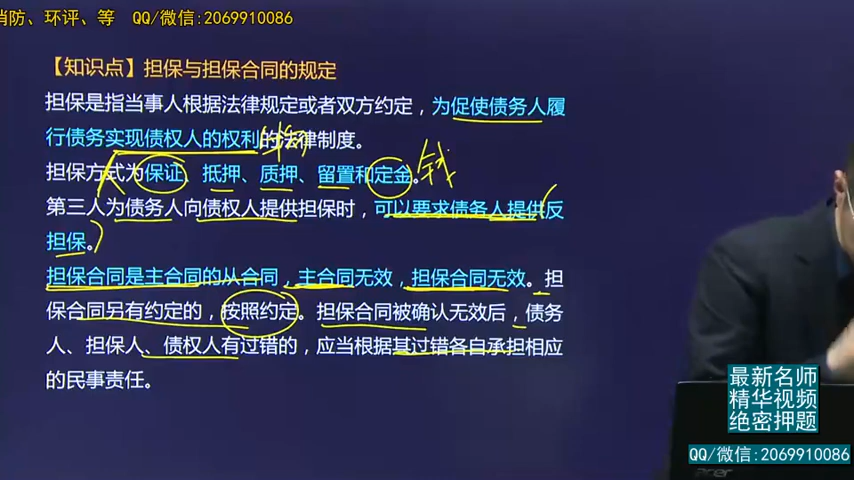 消防、环评、等 QQ/微信:2069910086
【知识点】担保与担保合同的规定
担保是指当事人根据法律规定或者双方约定，为促使债务人履
行债务实现债权人的权利的法律制度。
担保方式为保证、抵押、质押、留置和定金。钱
第三人为债务人向债权人提供担保时，可以要求债务人提供反
担保。
担保合同是主合同的从合同，主合同无效，担保合同无效。担
保合同另有约定的，按照约定。担保合同被确认无效后，债务
人、担保人、债权人有过错的，应当根据其过错各自承担相应
的民事责任。
最新名师
精华视频
绝密押题
QQ/微信:2069910086
acer